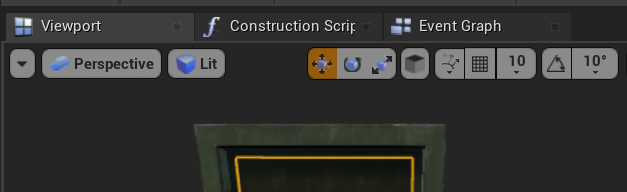 Viewport
Construction Scrip
Event Graph
Perspective
Lit
10
10°